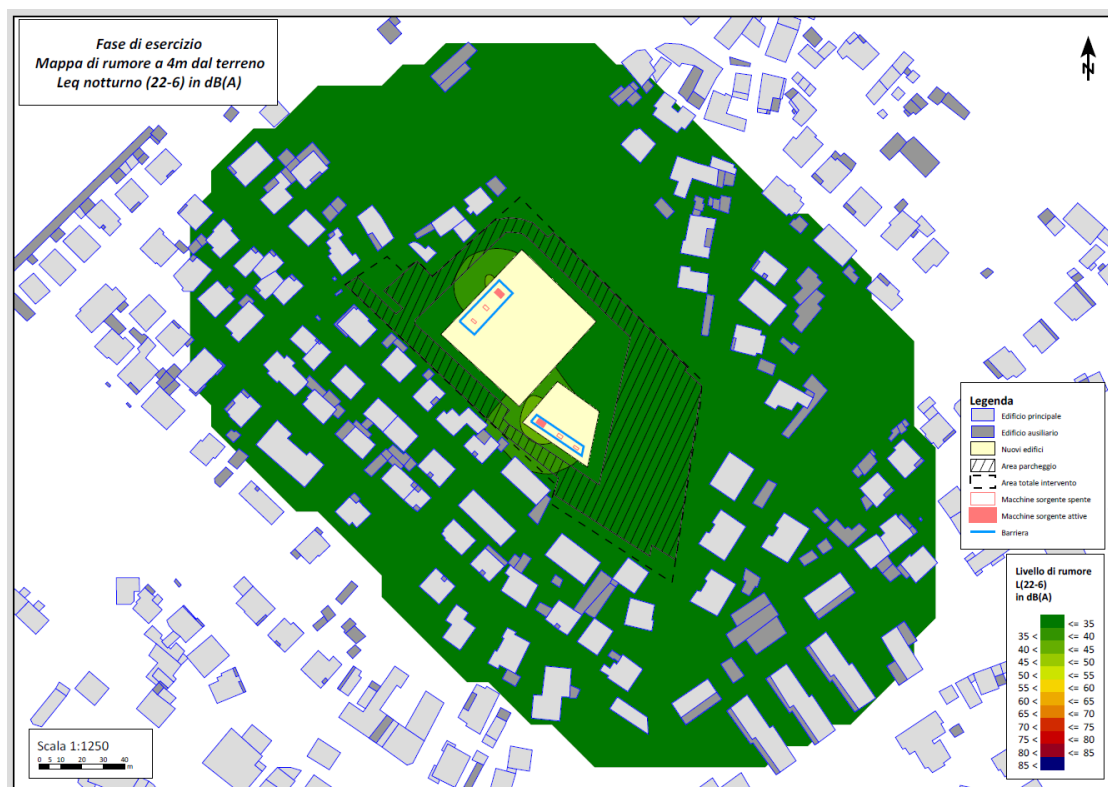 Fase di esercizio
Mappa di rumore a 4m dal terreno
Leq notturno (22-6) in dB(A)
N
Legenda
Edificio principale
Edificio ausiliario
Nuovi edifici
Area parcheggio
Area totale intervento
Macchine sorgente spente
Macchine sorgente attive
Barriera
Livello di rumore
L(22-6)
in dB(A)
<= 35
35 < <= 40
40 < <= 45
45 < <= 50
50 < <= 55
55 < <= 60
60 < <= 65
65 < <= 70
70 < <= 75
75 < <= 80
80 < <= 85
85 <
Scala 1:1250
0 5 10 20 30 40
m